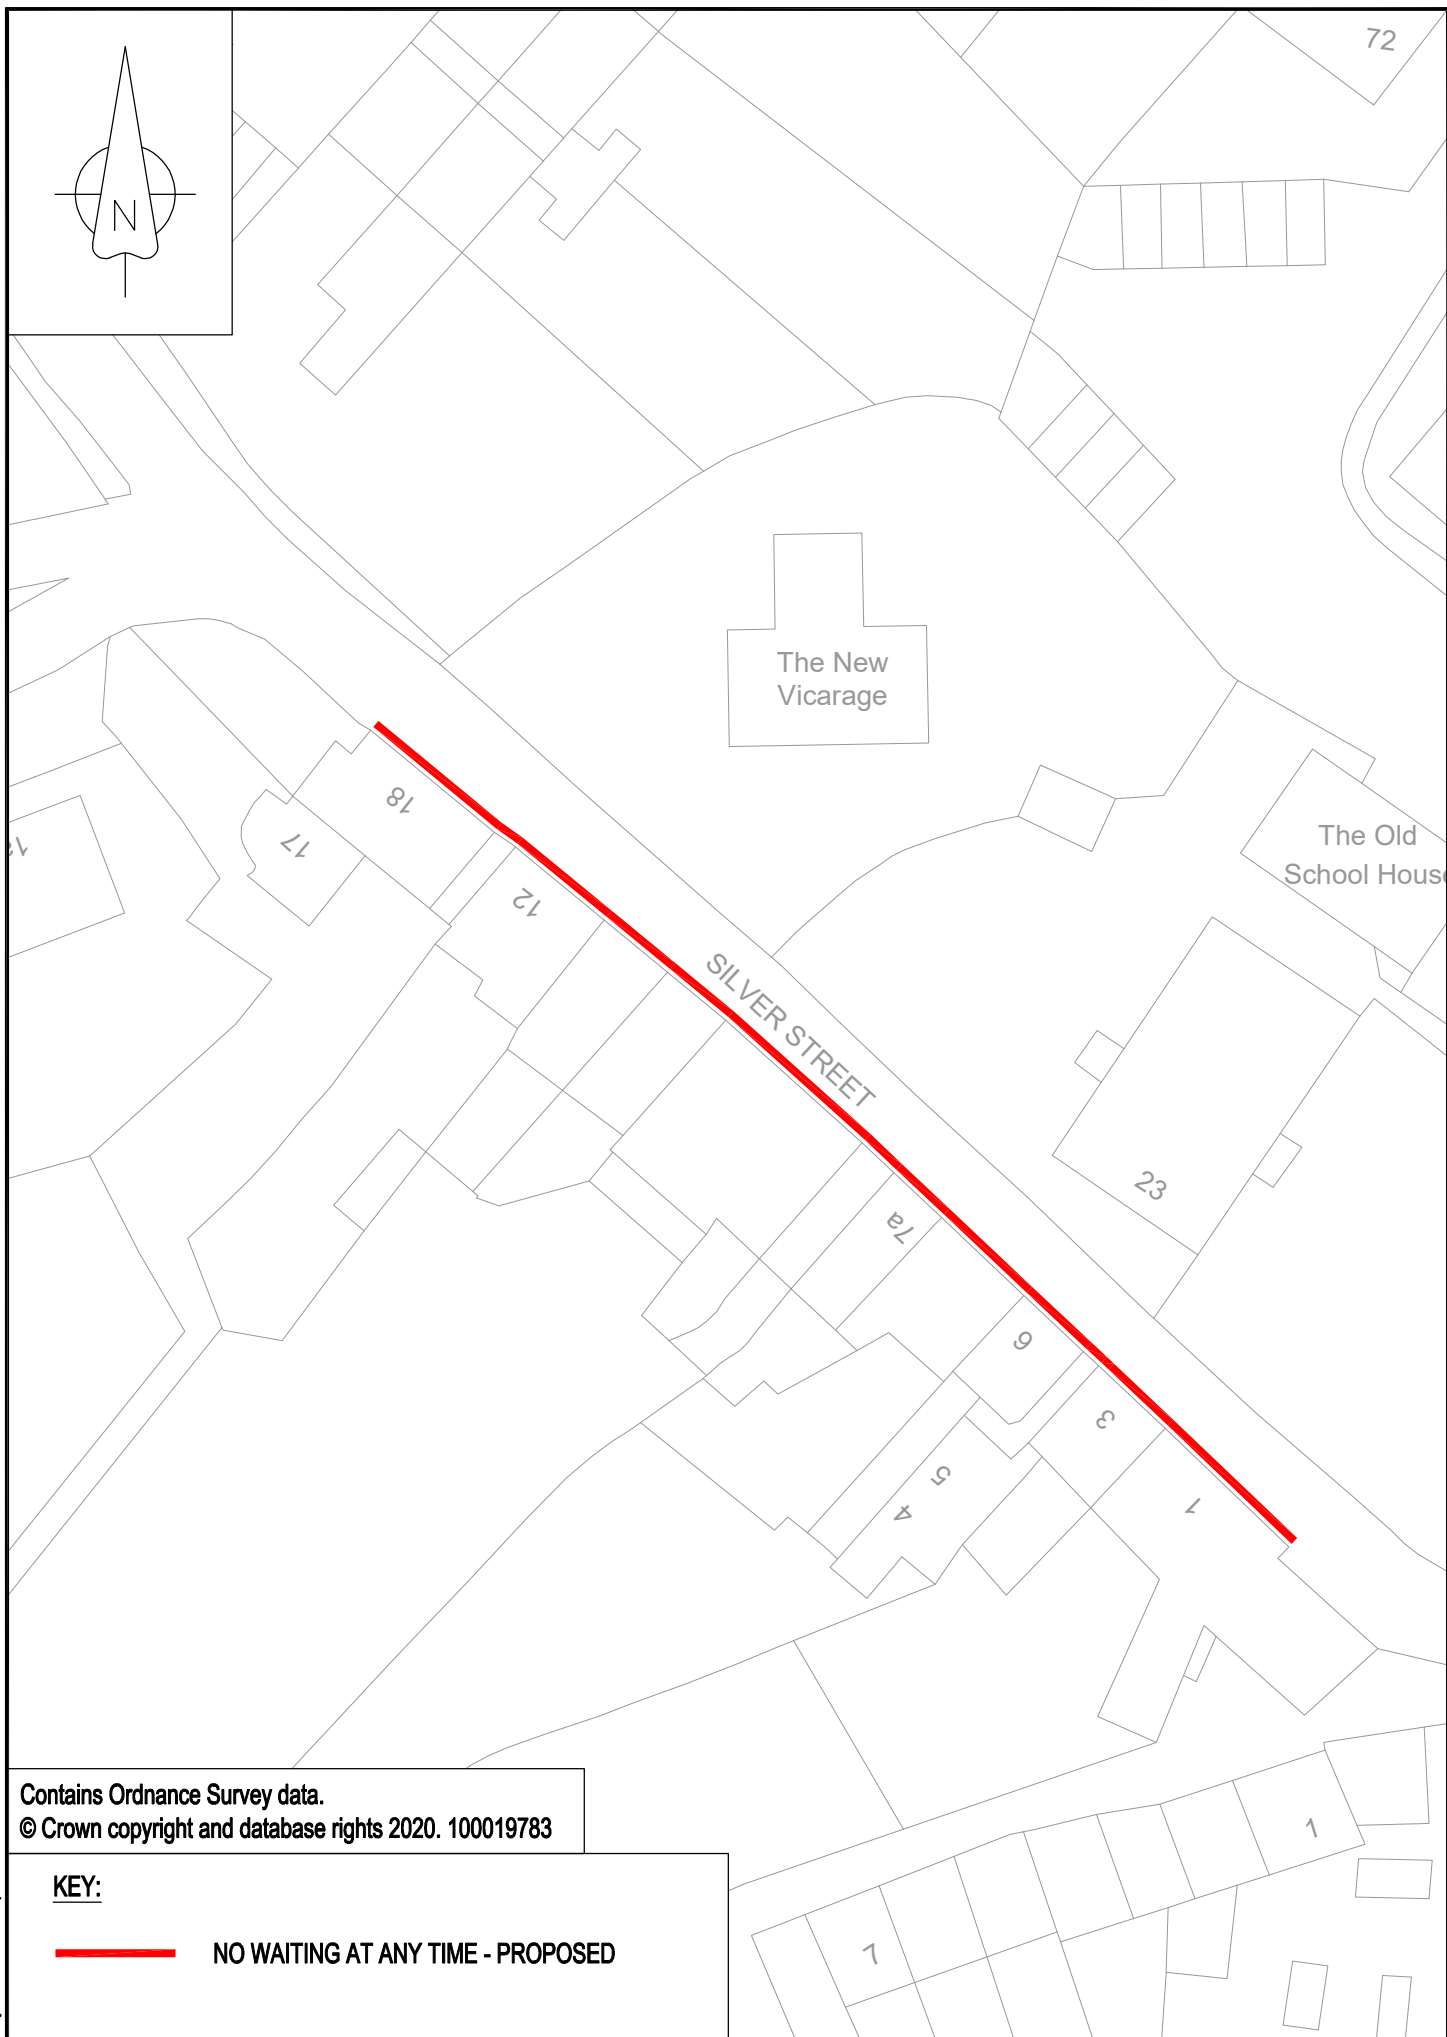 72
N
The New
Vicarage
The Old
School House
18
17
12
SILVER STREET
23
7a
6
3
5
4
1
Contains Ordnance Survey data.
© Crown copyright and database rights 2020. 100019783
1
KEY:
NO WAITING AT ANY TIME - PROPOSED
7